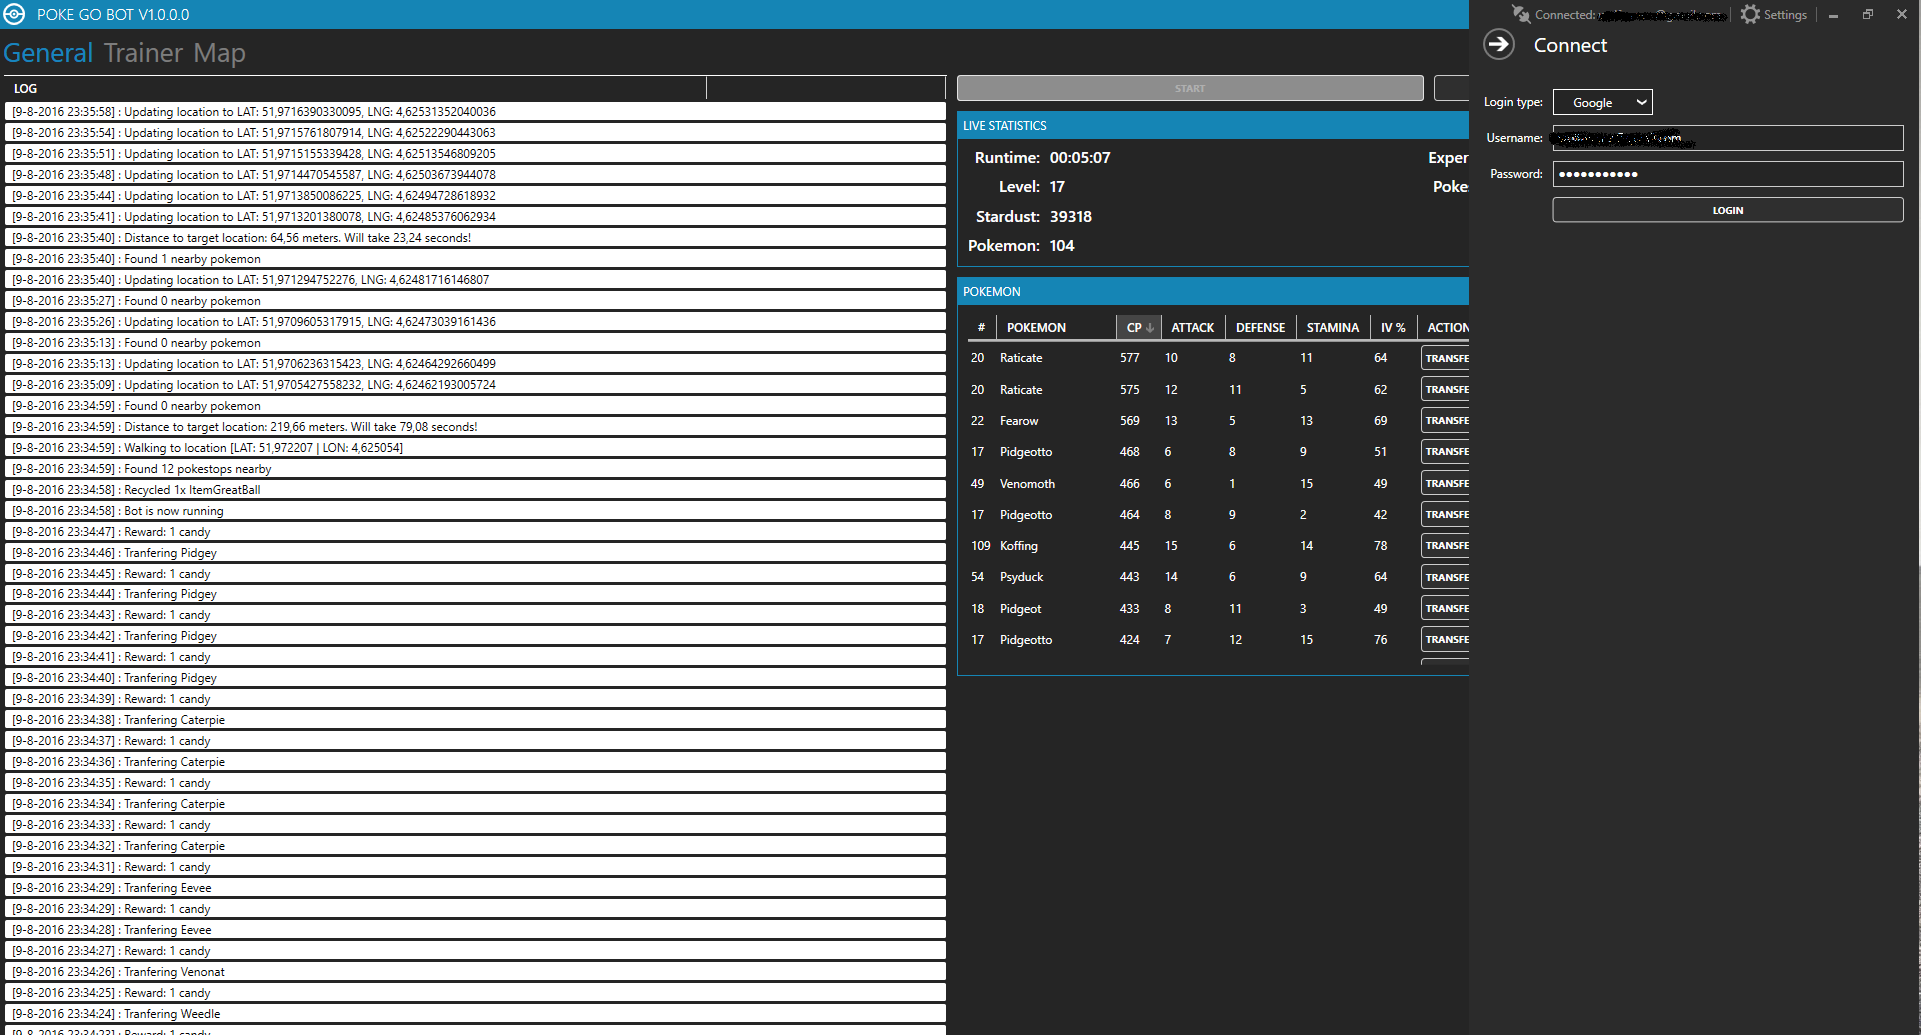 POKE GO BOT V1.0.0.0
Connected:
Settings
General Trainer Map
Connect
LOG
[9-8-2016 23:35:58] : Updating location to LAT: 51,9716390330095, LNG: 4,62531352040036
[9-8-2016 23:35:54] : Updating location to LAT: 51,9715761807914, LNG: 4,62522290443063
[9-8-2016 23:35:51] : Updating location to LAT: 51,9715155339428, LNG: 4,62513546809205
[9-8-2016 23:35:48] : Updating location to LAT: 51,9714470545587, LNG: 4,62503673944078
[9-8-2016 23:35:44] : Updating location to LAT: 51,9713850086225, LNG: 4,62494728618932
[9-8-2016 23:35:41] : Updating location to LAT: 51,9713201380078, LNG: 4,62485376062934
[9-8-2016 23:35:40] : Distance to target location: 64,56 meters. Will take 23,24 seconds!
[9-8-2016 23:35:40] : Found 1 nearby pokemon
[9-8-2016 23:35:40] : Updating location to LAT: 51,971294752276, LNG: 4,62481716146807
[9-8-2016 23:35:27] : Found 0 nearby pokemon
[9-8-2016 23:35:26] : Updating location to LAT: 51,9709605317915, LNG: 4,62473039161436
[9-8-2016 23:35:13] : Found 0 nearby pokemon
[9-8-2016 23:35:13] : Updating location to LAT: 51,9706236315423, LNG: 4,62464292660499
[9-8-2016 23:35:09] : Updating location to LAT: 51,9705427558232, LNG: 4,62462193005724
[9-8-2016 23:34:59] : Found 0 nearby pokemon
[9-8-2016 23:34:59] : Distance to target location: 219,66 meters. Will take 79,08 seconds!
[9-8-2016 23:34:59] : Walking to location [LAT: 51,972207 | LON: 4,625054]
[9-8-2016 23:34:59] : Found 12 pokestops nearby
[9-8-2016 23:34:58] : Recycled 1x ItemGreatBall
[9-8-2016 23:34:58] : Bot is now running
[9-8-2016 23:34:47] : Reward: 1 candy
[9-8-2016 23:34:46] : Tranfering Pidgey
[9-8-2016 23:34:45] : Reward: 1 candy
[9-8-2016 23:34:44] : Tranfering Pidgey
[9-8-2016 23:34:43] : Reward: 1 candy
[9-8-2016 23:34:42] : Tranfering Pidgey
[9-8-2016 23:34:41] : Reward: 1 candy
[9-8-2016 23:34:40] : Tranfering Pidgey
[9-8-2016 23:34:39] : Reward: 1 candy
[9-8-2016 23:34:38] : Tranfering Caterpie
[9-8-2016 23:34:37] : Reward: 1 candy
[9-8-2016 23:34:36] : Tranfering Caterpie
[9-8-2016 23:34:35] : Reward: 1 candy
[9-8-2016 23:34:34] : Tranfering Caterpie
[9-8-2016 23:34:33] : Reward: 1 candy
[9-8-2016 23:34:32] : Tranfering Caterpie
[9-8-2016 23:34:31] : Reward: 1 candy
[9-8-2016 23:34:29] : Tranfering Eevee
[9-8-2016 23:34:29] : Reward: 1 candy
[9-8-2016 23:34:28] : Tranfering Eevee
[9-8-2016 23:34:27] : Reward: 1 candy
[9-8-2016 23:34:26] : Tranfering Venonat
[9-8-2016 23:34:25] : Reward: 1 candy
[9-8-2016 23:34:24] : Tranfering Weedle
[9-8-2016 23:34:23] : Reward: 1 candy
START
LIVE STATISTICS
Runtime: 00:05:07 Exper
Level: 17 Poke
Stardust: 39318
Pokemon: 104
POKEMON
# POKEMON CP ATTACK DEFENSE STAMINA IV % ACTION
20 Raticate 577 10 8 11 64 TRANSFE
20 Raticate 575 12 11 5 62 TRANSFE
22 Fearow 569 13 5 13 69 TRANSFE
17 Pidgeotto 468 6 8 9 51 TRANSFE
49 Venomoth 466 6 1 15 49 TRANSFE
17 Pidgeotto 464 8 9 2 42 TRANSFE
109 Koffing 445 15 6 14 78 TRANSFE
54 Psyduck 443 14 6 9 64 TRANSFE
18 Pidgeot 433 8 11 3 49 TRANSFE
17 Pidgeotto 424 7 12 15 76 TRANSFE
Login type: Google
Username:
Password: ●●●●●●●●●●●
LOGIN